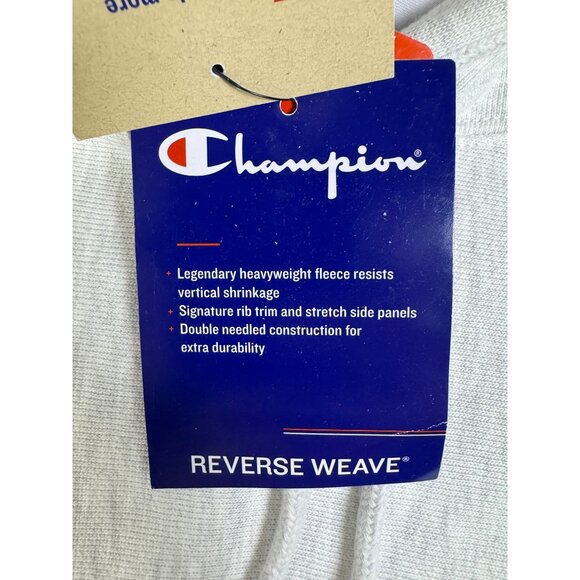 more
Champion®
+ Legendary heavyweight fleece resists
vertical shrinkage
+ Signature rib trim and stretch side panels
+ Double needled construction for
extra durability
REVERSE WEAVE®